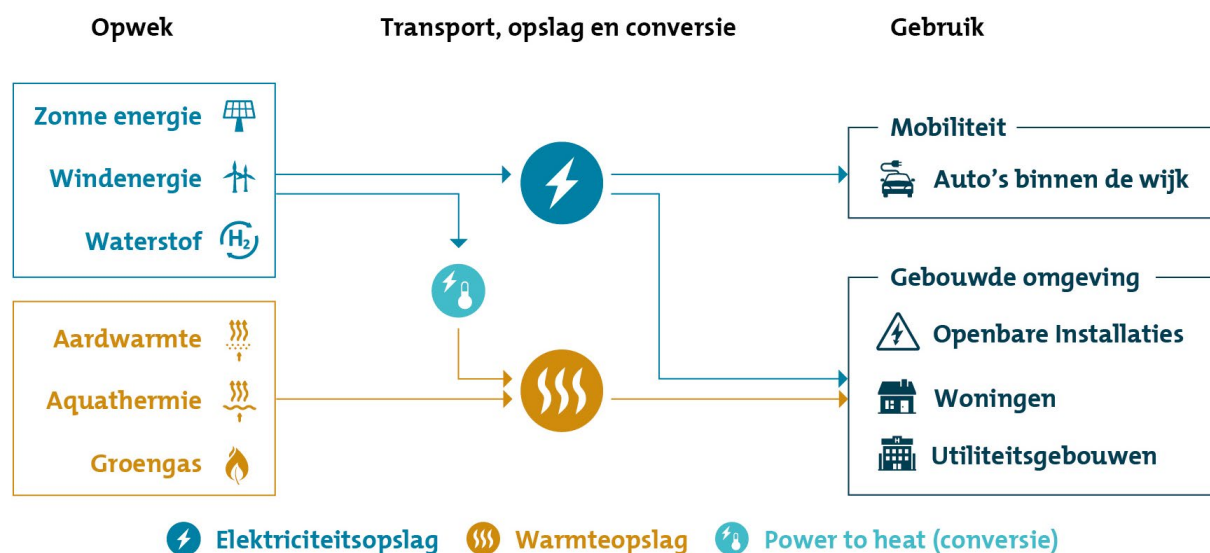 Opwek
Transport, opslag en conversie
Gebruik
Zonne energie
Windenergie
Waterstof
H₂
Aardwarmte
Aquathermie
Groengas
Mobiliteit
Auto's binnen de wijk
Gebouwde omgeving
Openbare Installaties
Woningen
H
Utiliteitsgebouwen
Elektriciteitsopslag
Warmteopslag
Power to heat (conversie)